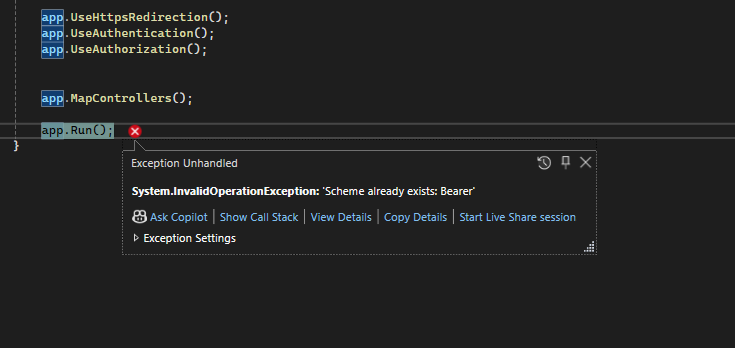 app.UseHttpsRedirection();
app.UseAuthentication();
app.UseAuthorization();
app.MapControllers();
app.Run();
}
Exception Unhandled
System.InvalidOperationException: 'Scheme already exists: Bearer'
Ask Copilot | Show Call Stack | View Details | Copy Details | Start Live Share session
Exception Settings